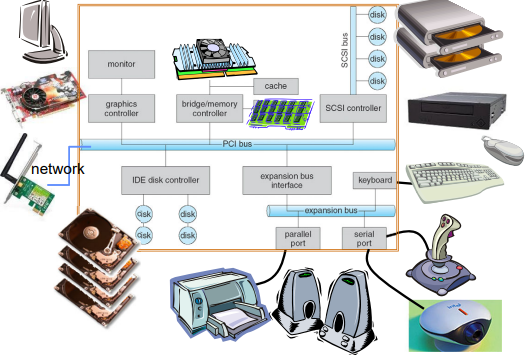 disk
disk
disk
disk
SCSI bus
monitor
cache
graphics
controller
bridge/memory
controller
SCSI controller
PCI bus
network
IDE disk controller
expansion bus
interface
keyboard
disk
disk
disk
disk
expansion bus
parallel
port
serial
port